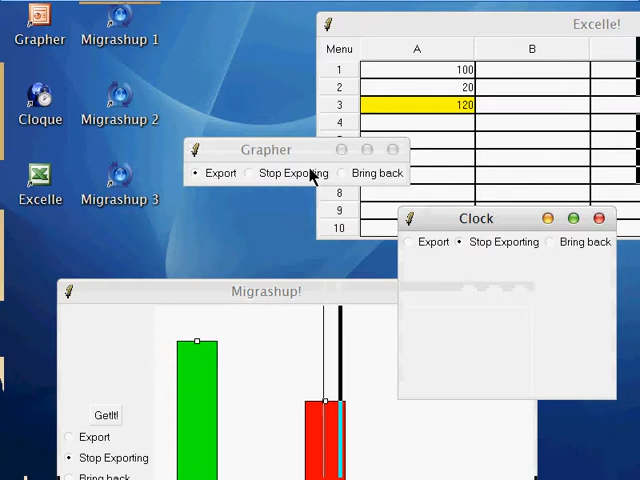 Grapher
Migrashup 1
Cloque
Migrashup 2
Excelle
Migrashup 3
Excelle!
Menu A B
1 100
2 20
3 120
4
8
9
10
Grapher
Export Stop Exporting Bring back
Clock
Export Stop Exporting Bring back
Migrashup!
GetIt!
Export
Stop Exporting
Bring back